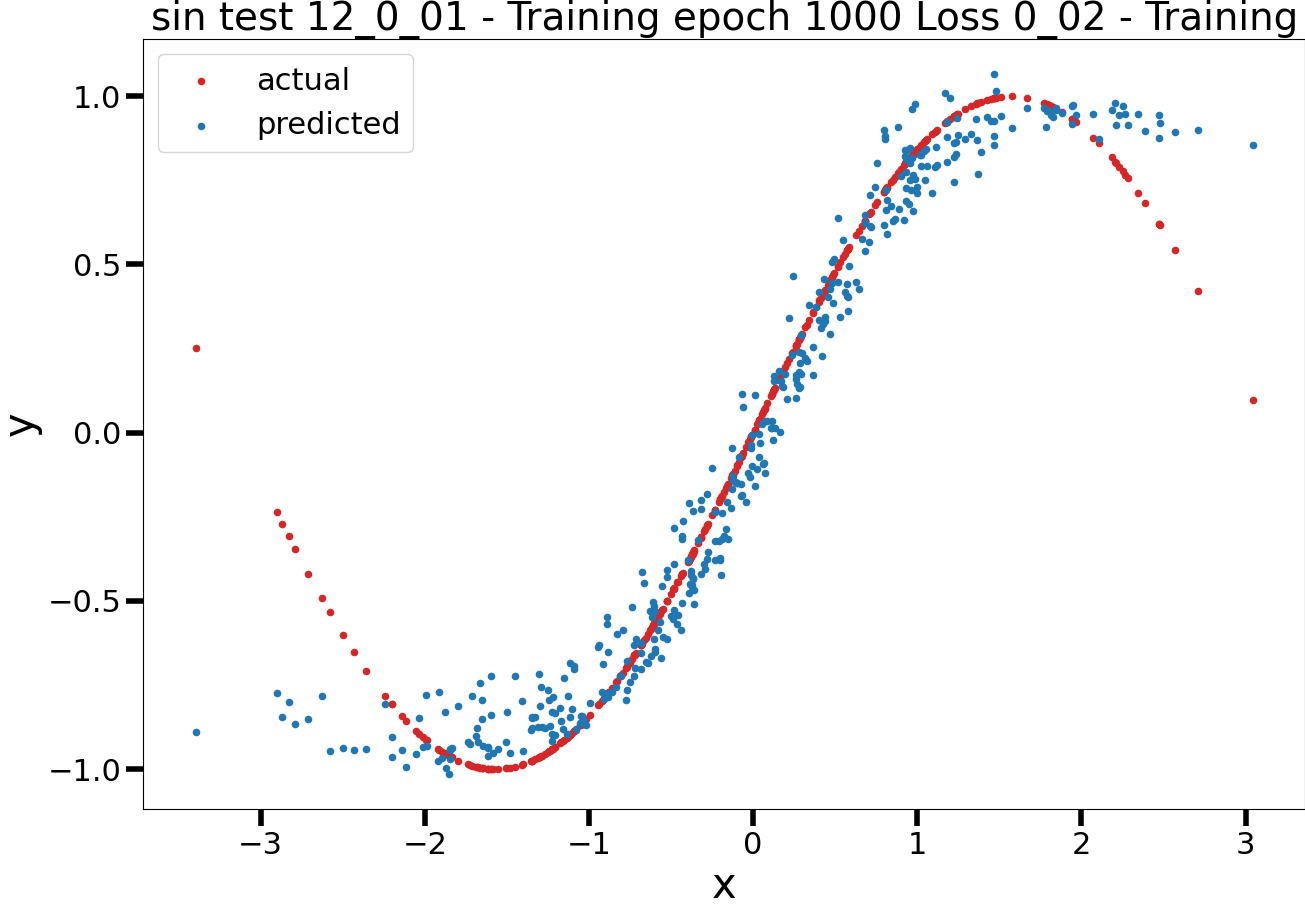 sin test 12_0_01 - Training epoch 1000 Loss 0_02 - Training
actual
predicted
1.0
0.5
0.0
−0.5
−1.0
y
−3 −2 −1 0 1 2 3
x